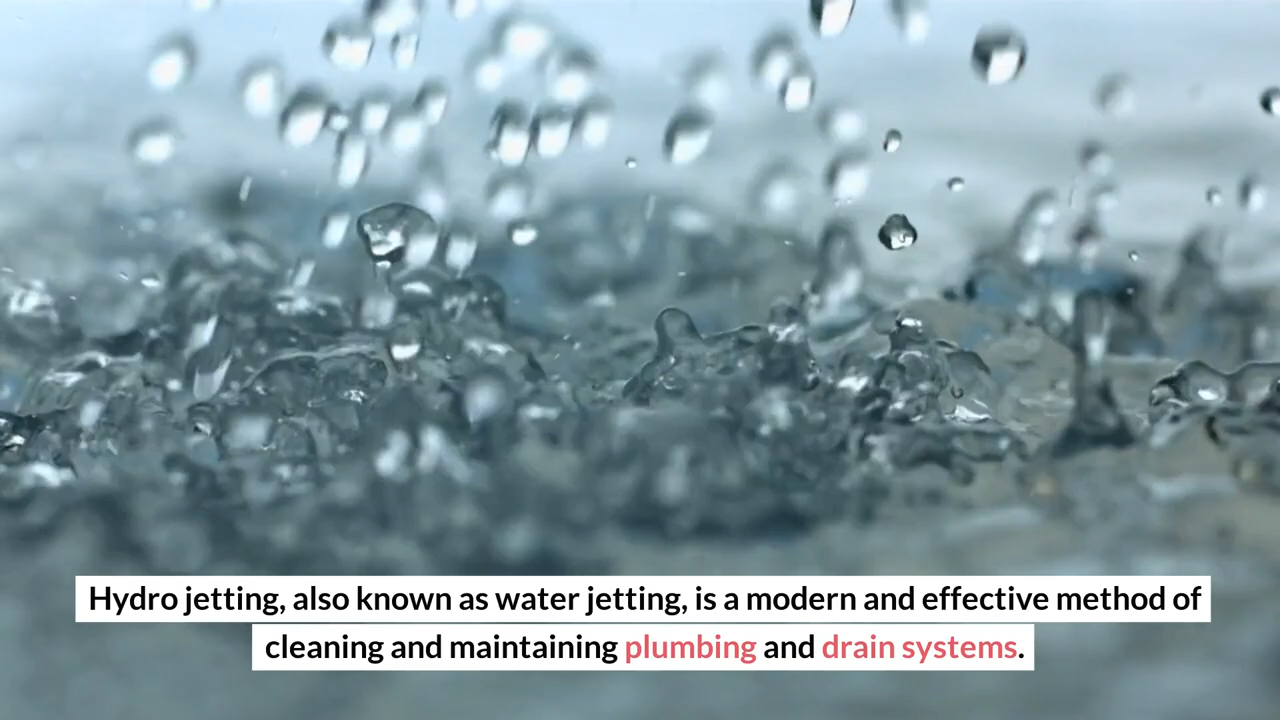 Hydro jetting, also known as water jetting, is a modern and effective method of
cleaning and maintaining plumbing and drain systems.